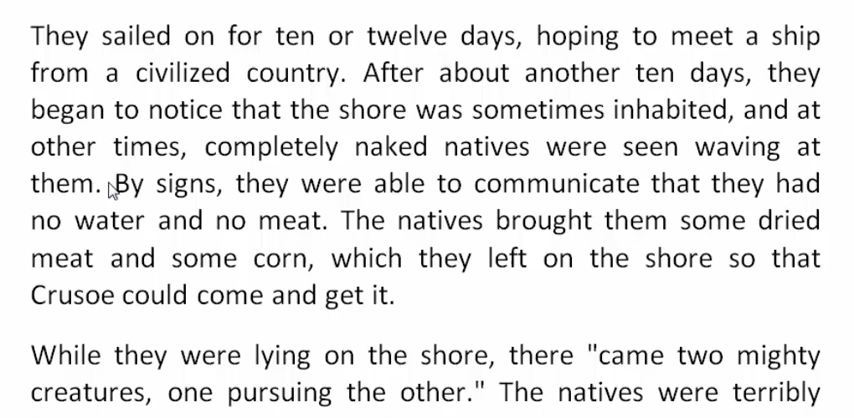 They sailed on for ten or twelve days, hoping to meet a ship
from a civilized country. After about another ten days, they
began to notice that the shore was sometimes inhabited, and at
other times, completely naked natives were seen waving at
them. By signs, they were able to communicate that they had
no water and no meat. The natives brought them some dried
meat and some corn, which they left on the shore so that
Crusoe could come and get it.
While they were lying on the shore, there "came two mighty
creatures, one pursuing the other." The natives were terribly